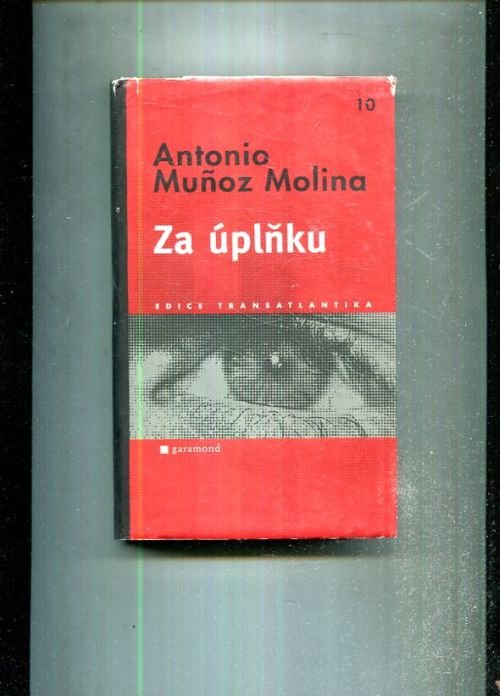 10
Antonio
Muñoz Molina
Za úplňku
EDICE TRANSATLANTIKA
garamond